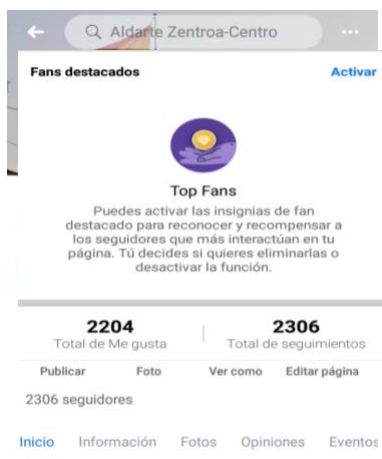 Aldarte Zentroa-Centro
Fans destacados
Activar
Top Fans
Puedes activar las insignias de fan
destacado para reconocer y recompensar a
los seguidores que más interactúan en tu
página. Tú decides si quieres eliminarlas o
desactivar la función.
2204
Total de Me gusta
2306
Total de seguimientos
Publicar
Foto
Ver como
Editar página
2306 seguidores
Inicio
Información
Fotos
Opiniones
Eventos